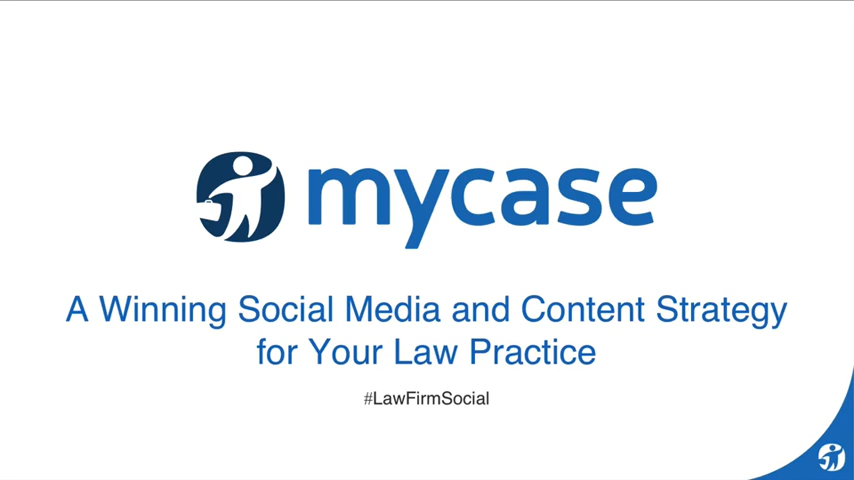 mycase
A Winning Social Media and Content Strategy
for Your Law Practice
#LawFirmSocial